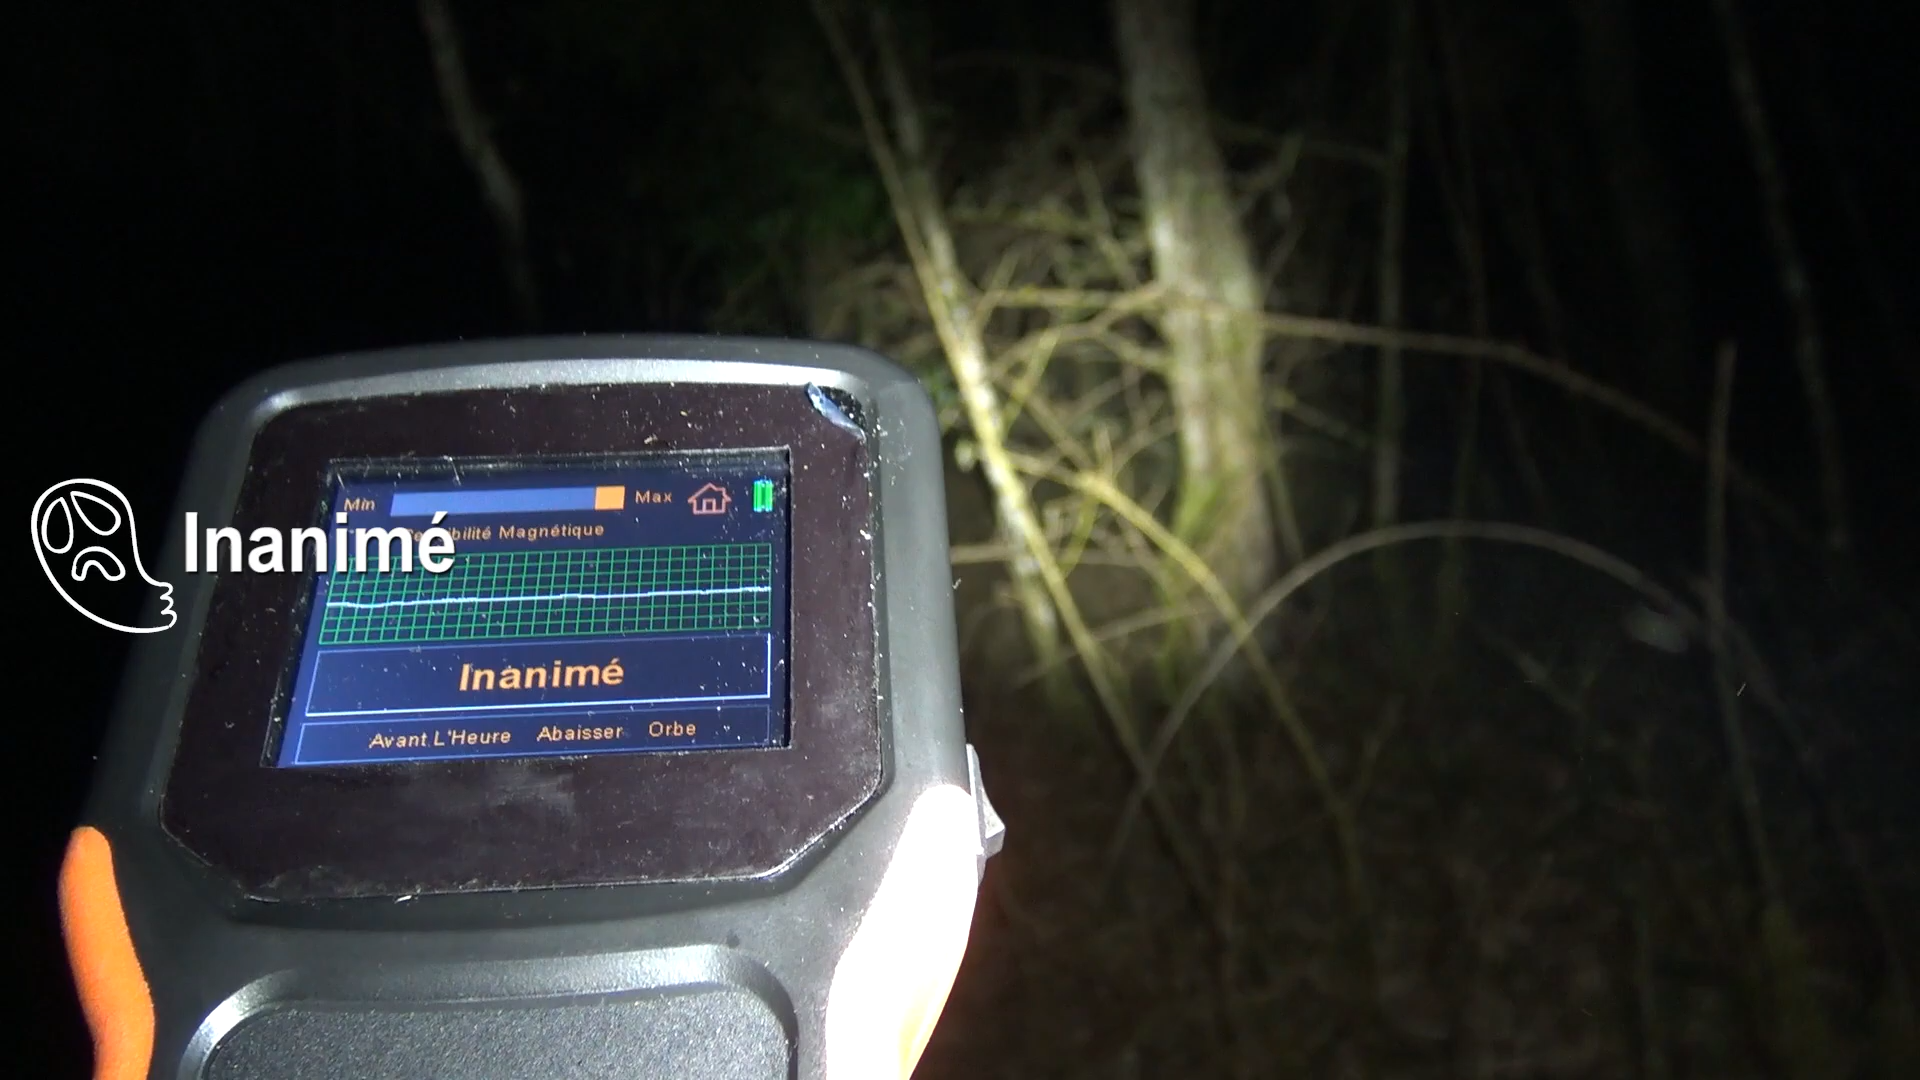 Min Max
Magnétique
Inanimé
Inanimé
Avant L'Heure Abaisser Orbe